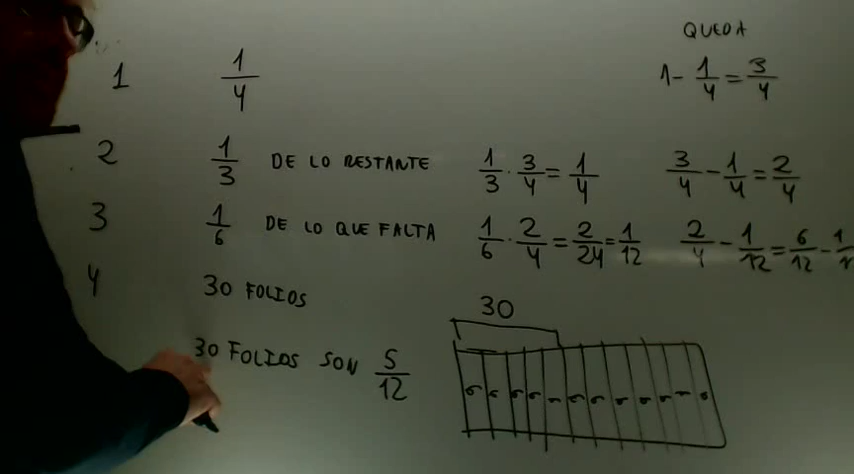 QUEDA
1 1/4 1 - 1/4 = 3/4
2 1/3 DE LO RESTANTE 1/3 · 3/4 = 1/4 3/4 - 1/4 = 2/4
3 1/6 DE LO QUE FALTA 1/6 · 2/4 = 2/24 = 1/12 2/4 - 1/12 = 6/12 - 1/1
4 30 FOLIOS
30
30 FOLIOS SON 5/12